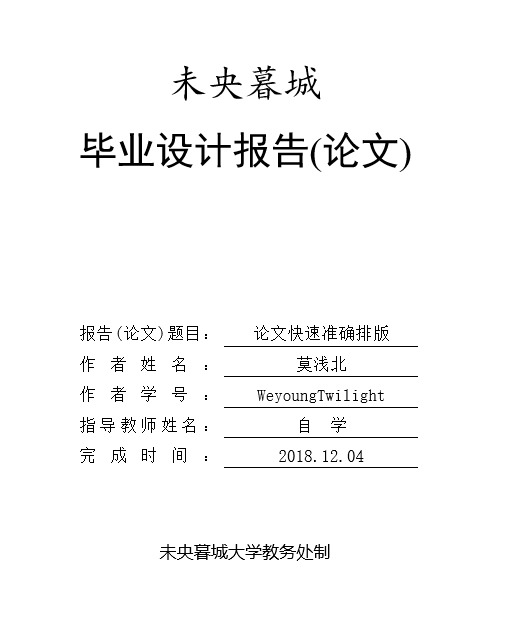 未央暮城
毕业设计报告(论文)
报告(论文)题目： 论文快速准确排版
作者姓名： 莫浅北
作者学号： WeyoungTwilight
指导教师姓名： 自 学
完成时间： 2018.12.04
未央暮城大学教务处制